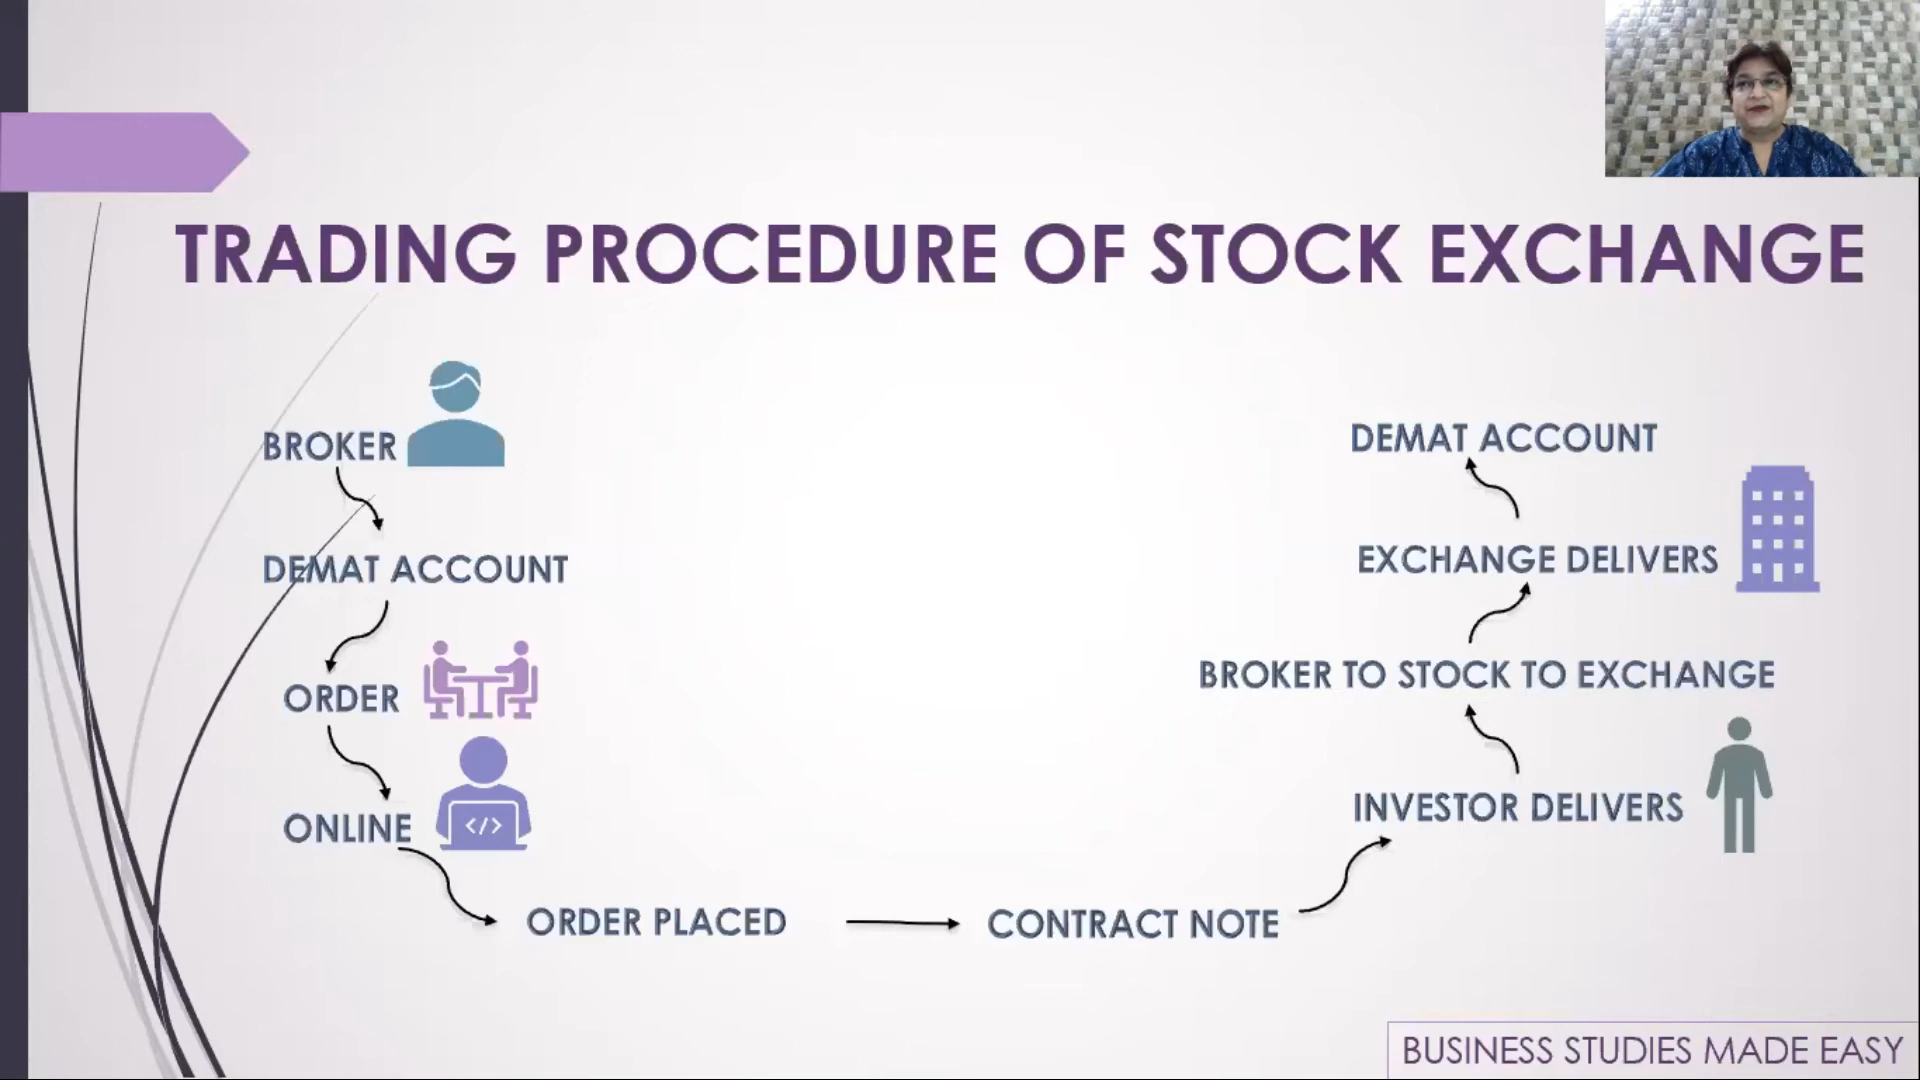 TRADING PROCEDURE OF STOCK EXCHANGE
BROKER
DEMAT ACCOUNT
ORDER
</>
ONLINE
ORDER PLACED
CONTRACT NOTE
INVESTOR DELIVERS
BROKER TO STOCK TO EXCHANGE
EXCHANGE DELIVERS
DEMAT ACCOUNT
BUSINESS STUDIES MADE EASY